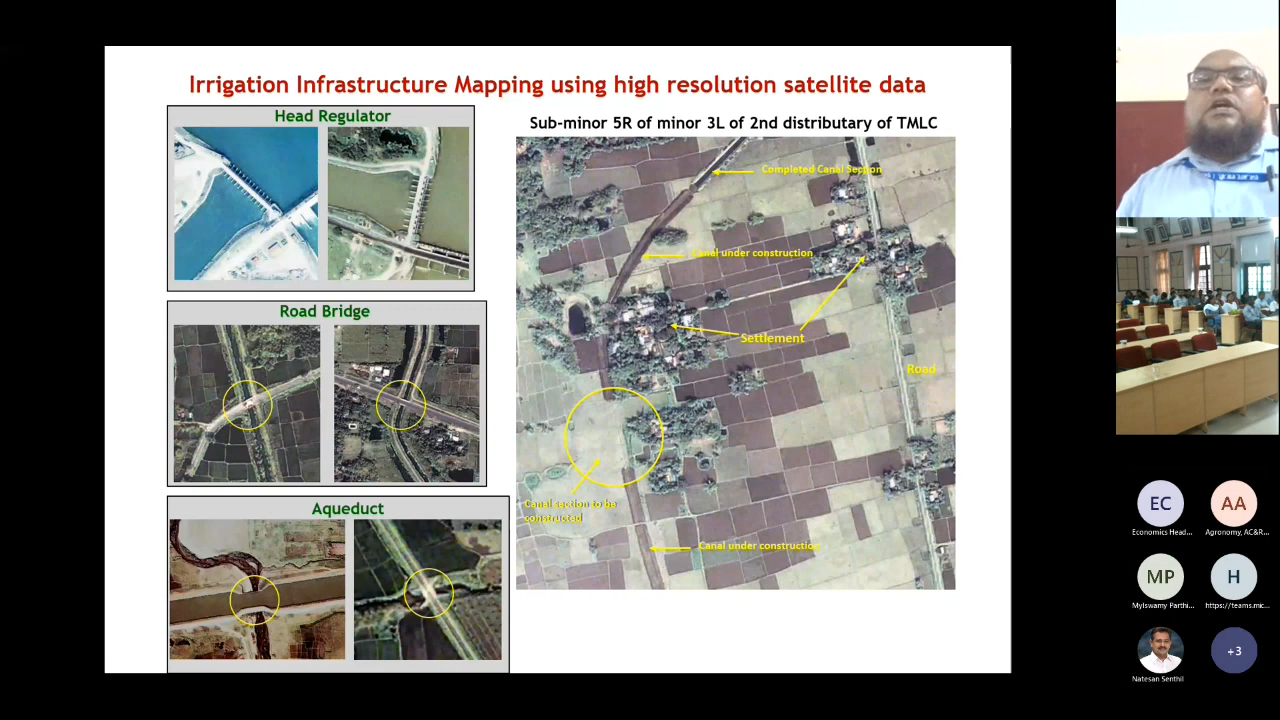 Irrigation Infrastructure Mapping using high resolution satellite data
Head Regulator
Road Bridge
Aqueduct
Sub-minor 5R of minor 3L of 2nd distributary of TMLC
Completed Canal Section
Canal under construction
Settlement
Road
Canal section to be
constructed
Canal under construction
EC
Economics Head...
AA
Agronomy, AC&R...
MP
Mylswamy Parthi...
H
https://teams.mic...
Natesan Senthil
+3